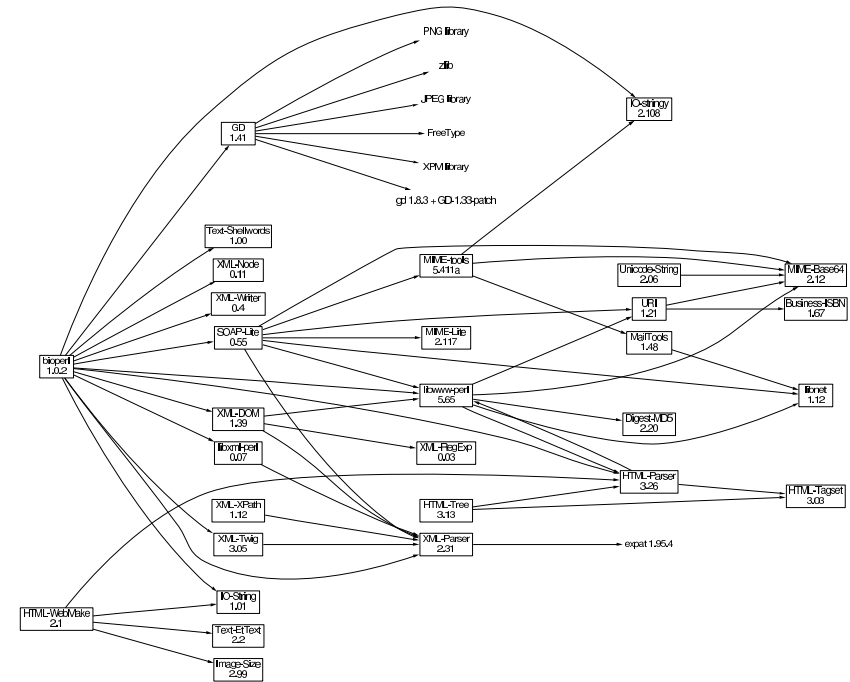 PNG library
zlib
JPEG library
FreeType
XPM library
gd 1.8.3 + GD-1.33-patch
GD
1.41
IO-stringy
2.108
Text-Shellwords
1.00
XML-Node
0.11
XML-Writer
0.4
SOAP-Lite
0.55
MIME-tools
5.411a
Unicode-String
2.06
MIME-Base64
2.12
URI
1.21
Business-ISBN
1.67
MIME-Lite
2.117
MailTools
1.48
bioperl
1.0.2
libwww-perl
5.65
libnet
1.12
XML-DOM
1.39
Digest-MD5
2.20
libxml-perl
0.07
XML-RegExp
0.03
HTML-Parser
3.26
HTML-Tagset
3.03
XML-XPath
1.12
HTML-Tree
3.13
XML-Twig
3.05
XML-Parser
2.31
expat 1.95.4
IO-String
1.01
HTML-WebMake
2.1
Text-EtText
2.2
Image-Size
2.99